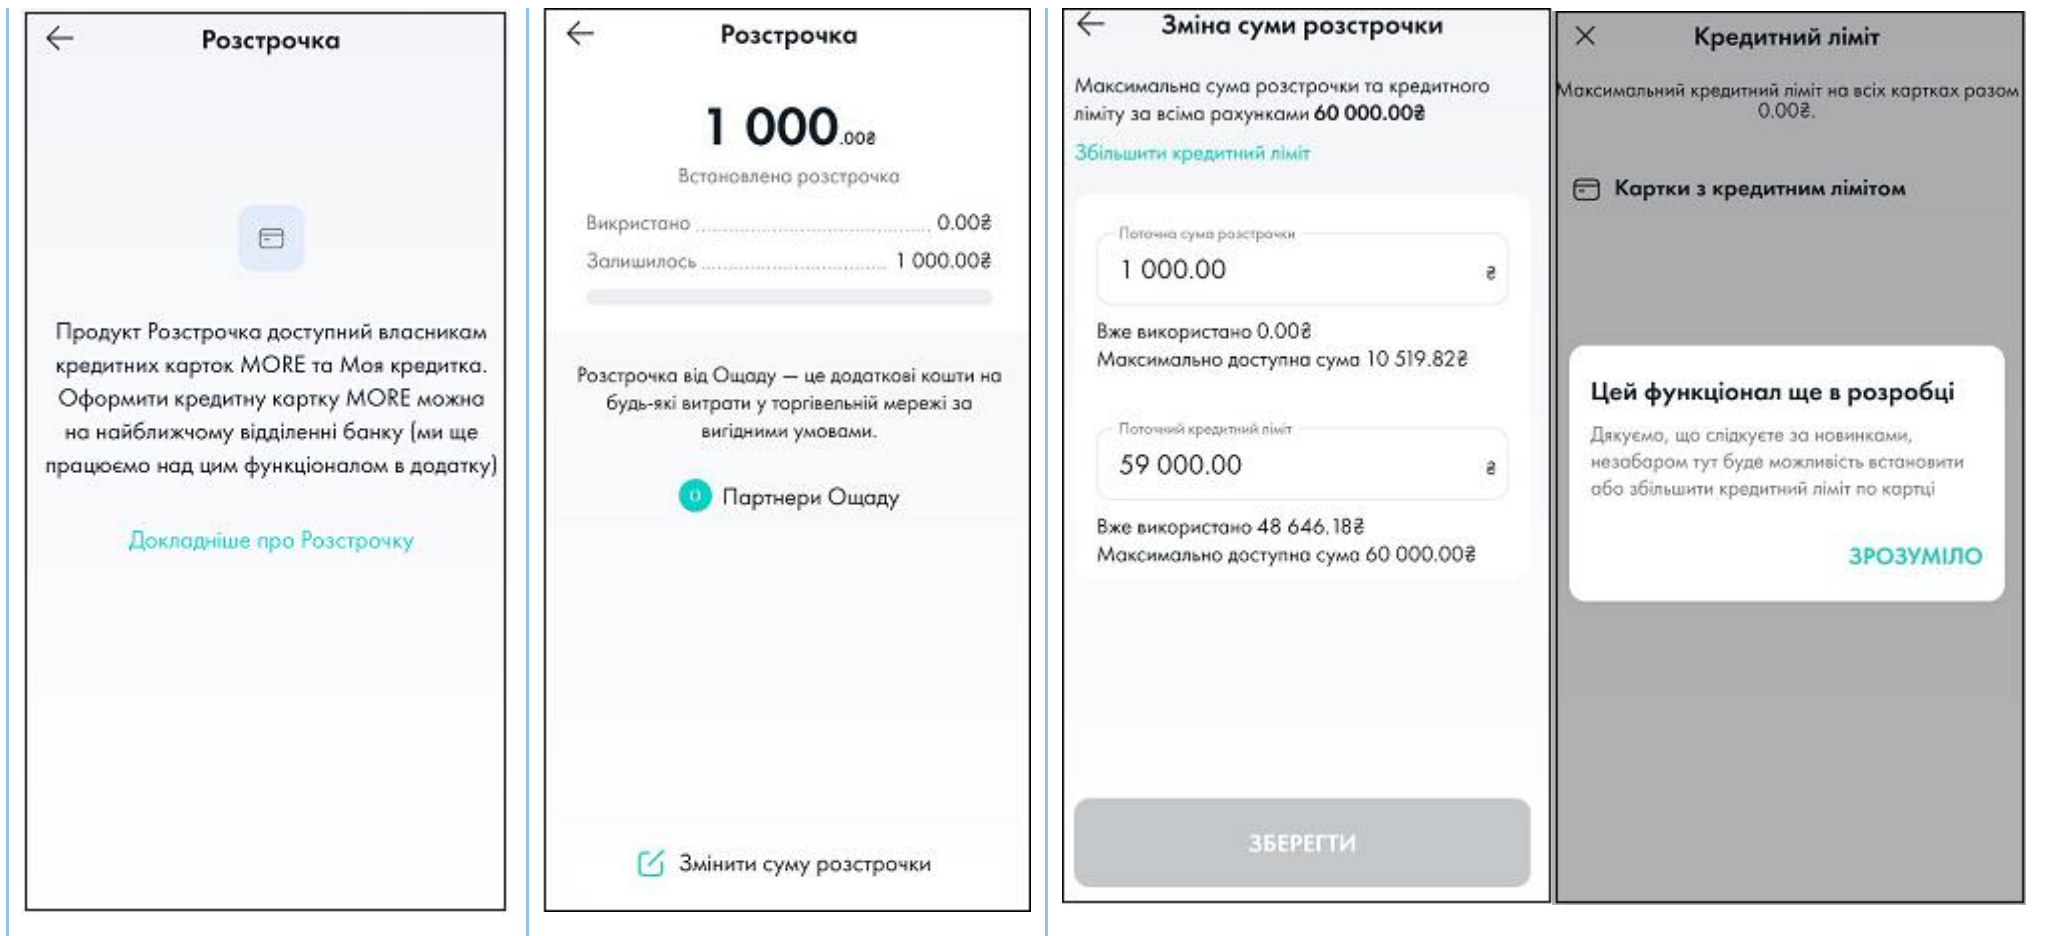 Розстрочка
Продукт Розстрочка доступний власникам
кредитних карток MORE та Моя кредитка.
Оформити кредитну картку MORE можна
на найближчому відділенні банку (ми ще
працюємо над цим функціоналом в додатку)
Докладніше про Розстрочку
Розстрочка
1 000.00₴
Встановлена розстрочка
Викристано 0.00₴
Залишилось 1 000.00₴
Розстрочка від Ощаду — це додаткові кошти на
будь-які витрати у торгівельній мережі за
вигідними умовами.
Партнери Ощаду
Змінити суму розстрочки
Зміна суми розстрочки
Максимальна сума розстрочки та кредитного
ліміту за всіма рахунками 60 000.00₴
Збільшити кредитний ліміт
Поточна сума розстрочки
1 000.00 ₴
Вже використано 0.00₴
Максимально доступна сума 10 519.82₴
Поточний кредитний ліміт
59 000.00 ₴
Вже використано 48 646.18₴
Максимально доступна сума 60 000.00₴
ЗБЕРЕГТИ
Кредитний ліміт
Максимальний кредитний ліміт на всіх картках разом
0.00₴.
Картки з кредитним лімітом
Цей функціонал ще в розробці
Дякуємо, що слідкуєте за новинками,
незабаром тут буде можливість встановити
або збільшити кредитний ліміт по картці
ЗРОЗУМІЛО